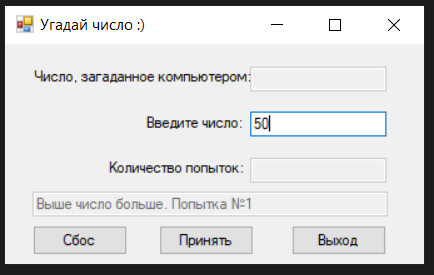 Угадай число :)
Число, загаданное компьютером:
Введите число: 50
Количество попыток:
Выше число больше. Попытка №1
Сбос Принять Выход